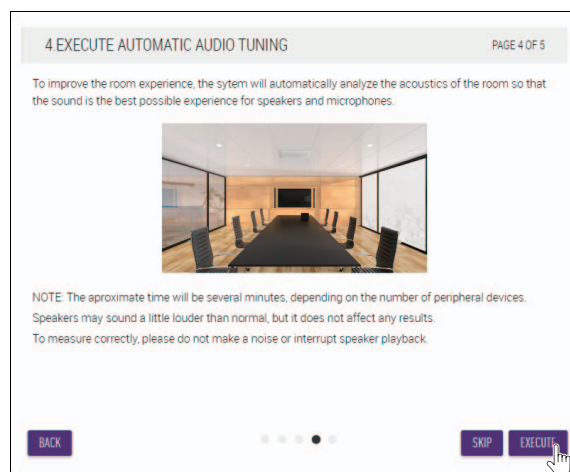 4.EXECUTE AUTOMATIC AUDIO TUNING
PAGE 4 OF 5
To improve the room experience, the sytem will automatically analyze the acoustics of the room so that
the sound is the best possible experience for speakers and microphones.
NOTE: The aproximate time will be several minutes, depending on the number of peripheral devices.
Speakers may sound a little louder than normal, but it does not affect any results.
To measure correctly, please do not make a noise or interrupt speaker playback.
BACK
SKIP
EXECUTE